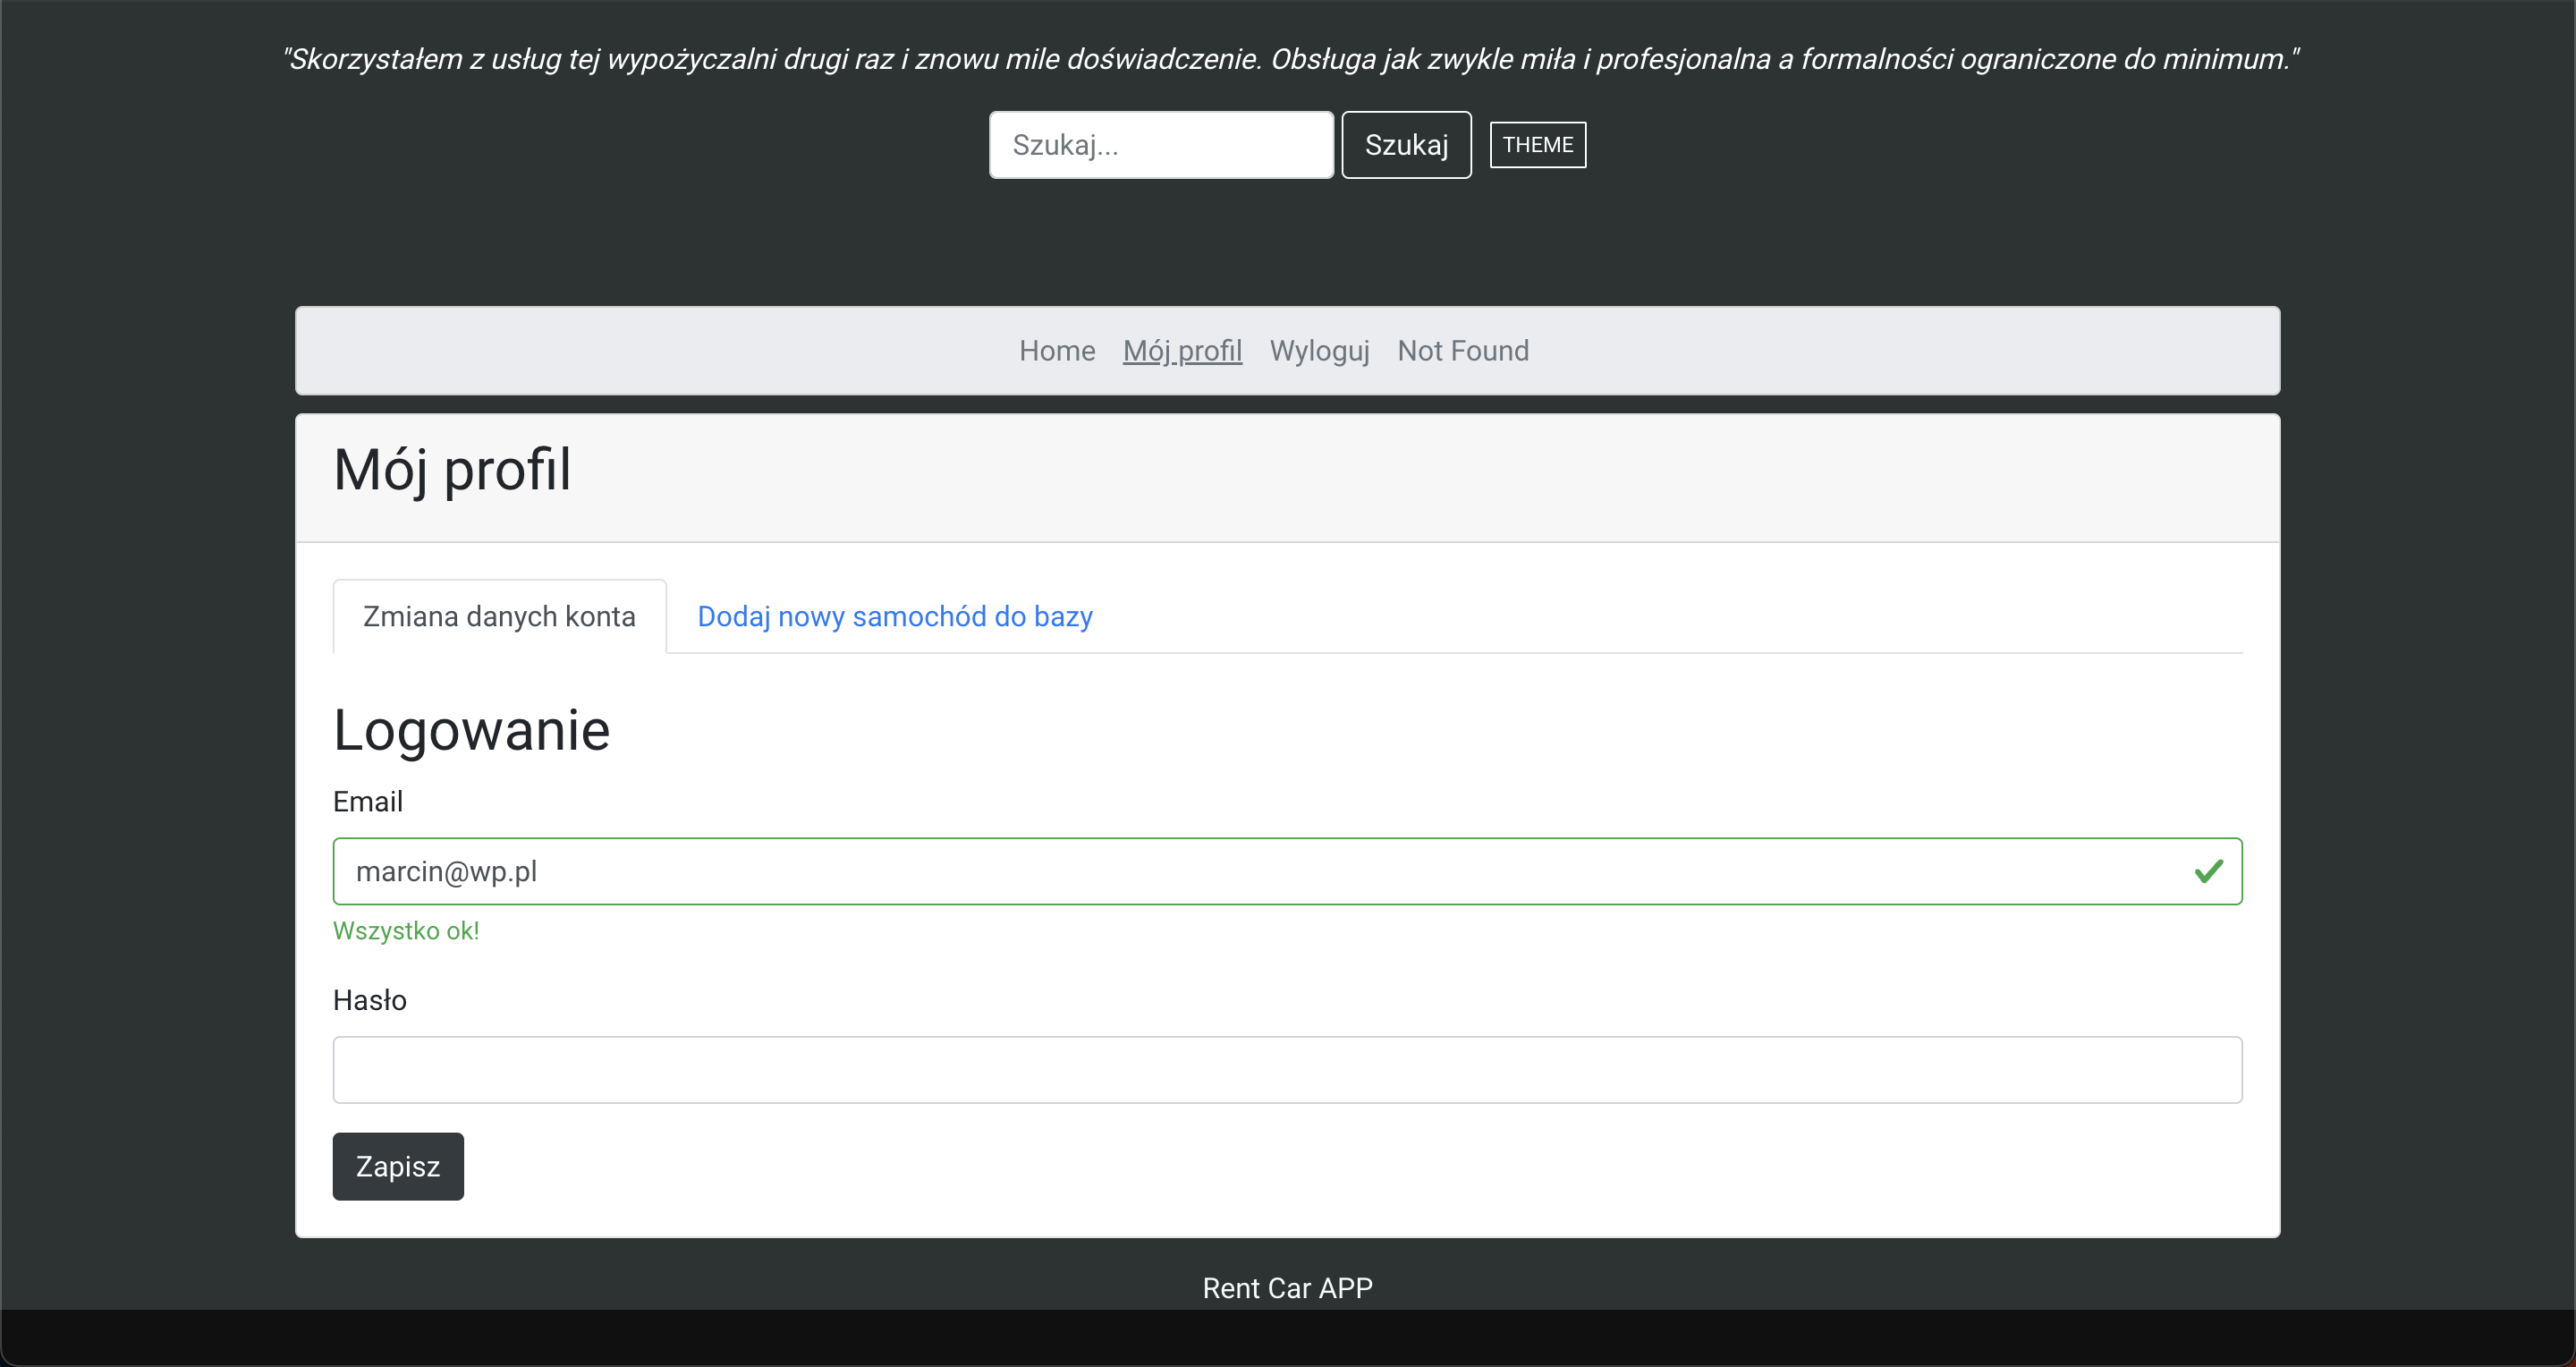 "Skorzystałem z usług tej wypożyczalni drugi raz i znowu mile doświadczenie. Obsługa jak zwykle miła i profesjonalna a formalności ograniczone do minimum."
Szukaj... Szukaj THEME
Home Mój profil Wyloguj Not Found
Mój profil
Zmiana danych konta Dodaj nowy samochód do bazy
Logowanie
Email
marcin@wp.pl
Wszystko ok!
Hasło
Zapisz
Rent Car APP